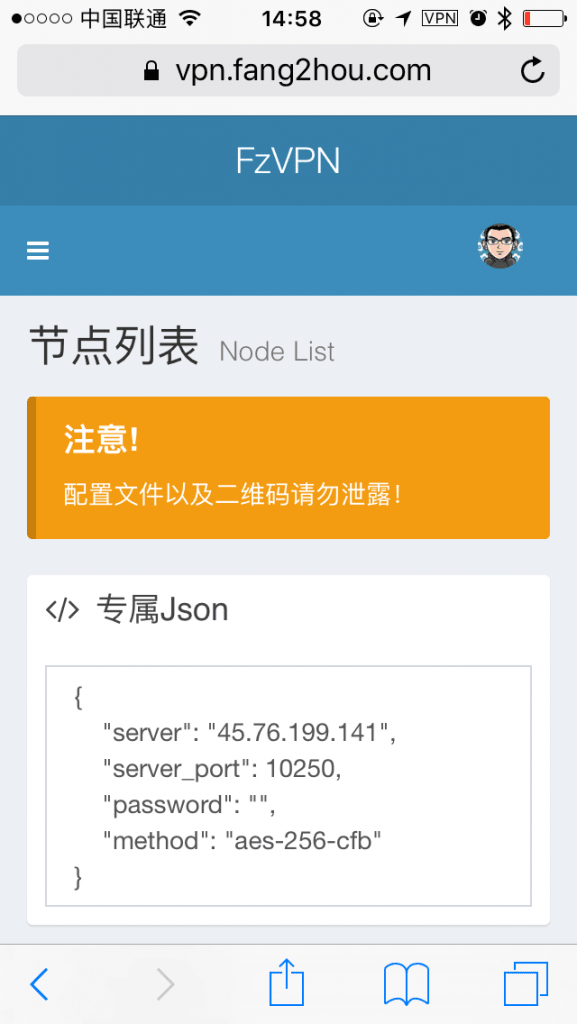 中国联通 14:58 VPN
vpn.fang2hou.com
FzVPN
节点列表 Node List
注意!
配置文件以及二维码请勿泄露!
</> 专属Json
{
"server": "45.76.199.141",
"server_port": 10250,
"password": "",
"method": "aes-256-cfb"
}